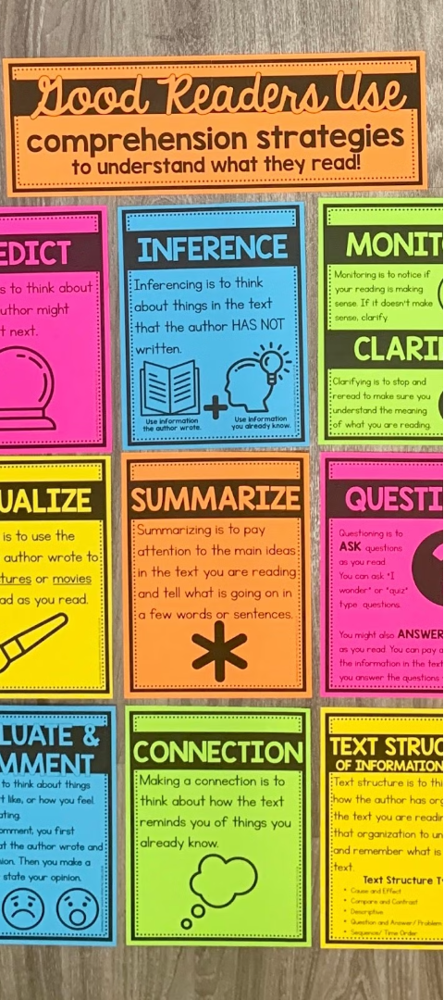 Good Readers Use
comprehension strategies
to understand what they read!
EDICT
s to think about
uthor might
t next.
INFERENCE
Inferencing is to think
about things in the text
that the author HAS NOT
written.
Use information
the author wrote.
+
Use information
you already know.
MONIT
Monitoring is to notice if
your reading is making
sense. If it doesn't make
sense, clarify.
CLARI
Clarifying is to stop and
reread to make sure you
understand the meaning
of what you are reading.
UALIZE
is to use the
author wrote to
tures or movies
ad as you read.
SUMMARIZE
Summarizing is to pay
attention to the main ideas
in the text you are reading
and tell what is going on in
a few words or sentences.
QUESTI
Questioning is to
ASK questions
as you read.
You can ask "I
wonder" or "quiz"
type questions.
You might also ANSWER
as you read. You can pay a
the information in the text
you answer the questions
LUATE &
MMENT
to think about things
t like, or how you feel
ating.
omment, you first
at the author wrote and
ion. Then you make a
state your opinion.
CONNECTION
Making a connection is to
think about how the text
reminds you of things you
already know.
TEXT STRUC
OF INFORMATION
Text structure is to thi
how the author has org
the text you are readin
that organization to un
and remember what is
text.
Text Structure T
• Cause and Effect
• Compare and Contrast
• Descriptive
• Question and Answer/ Problem
• Sequence/ Time Order